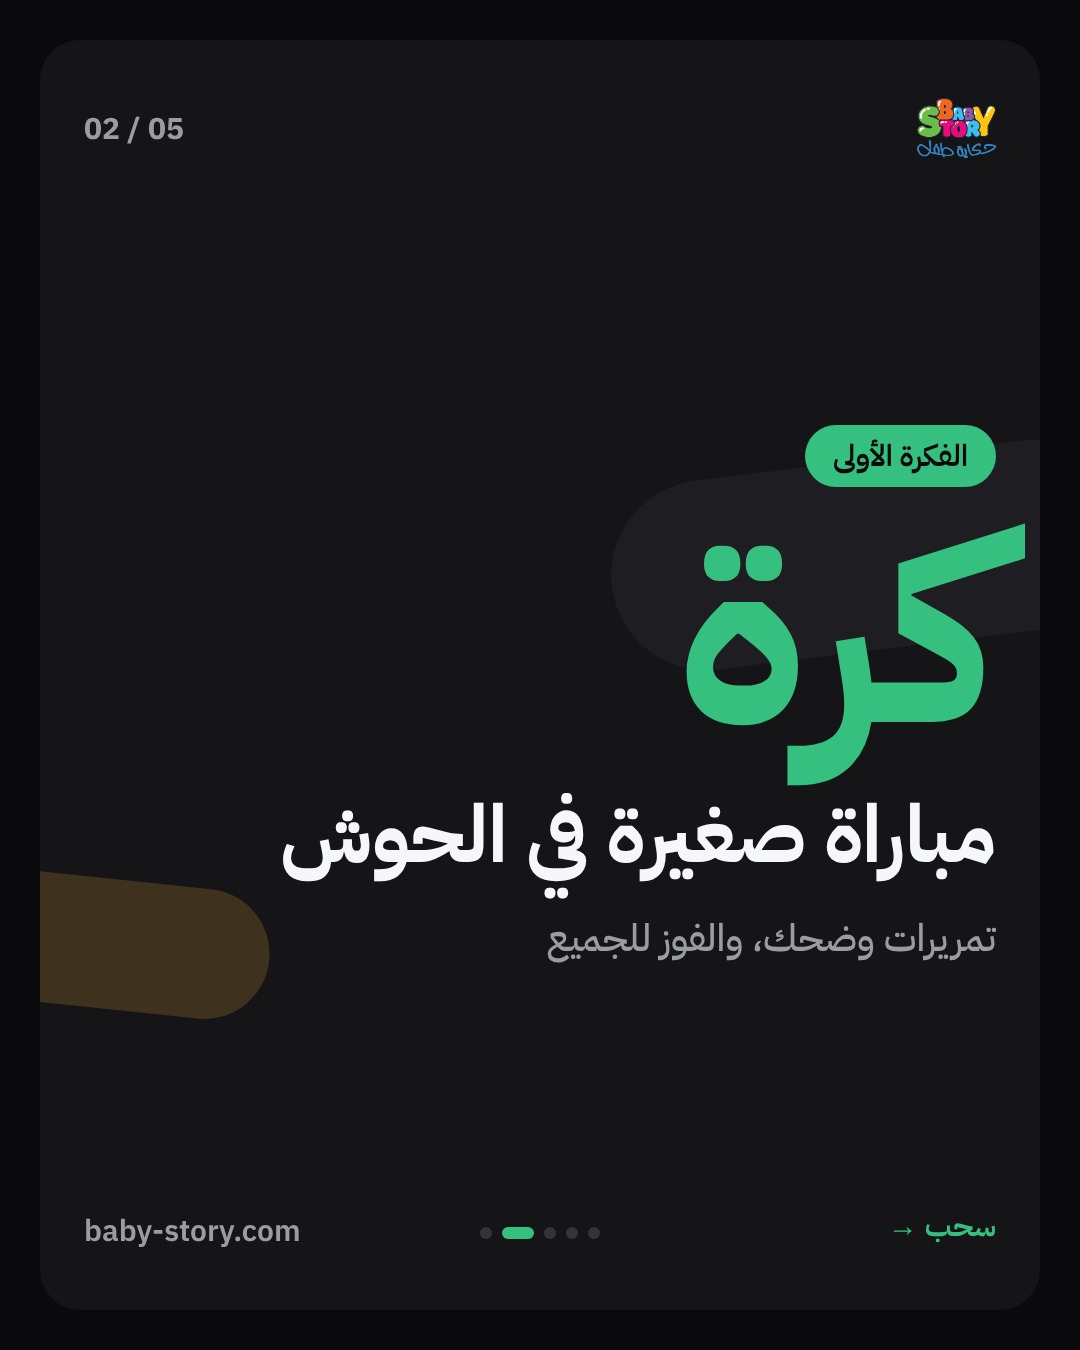 02 / 05
BABY
STORY
حكاية طفل
الفكرة الأولى
كرة
مباراة صغيرة في الحوش
تمريرات وضحك، والفوز للجميع
سحب →
baby-story.com